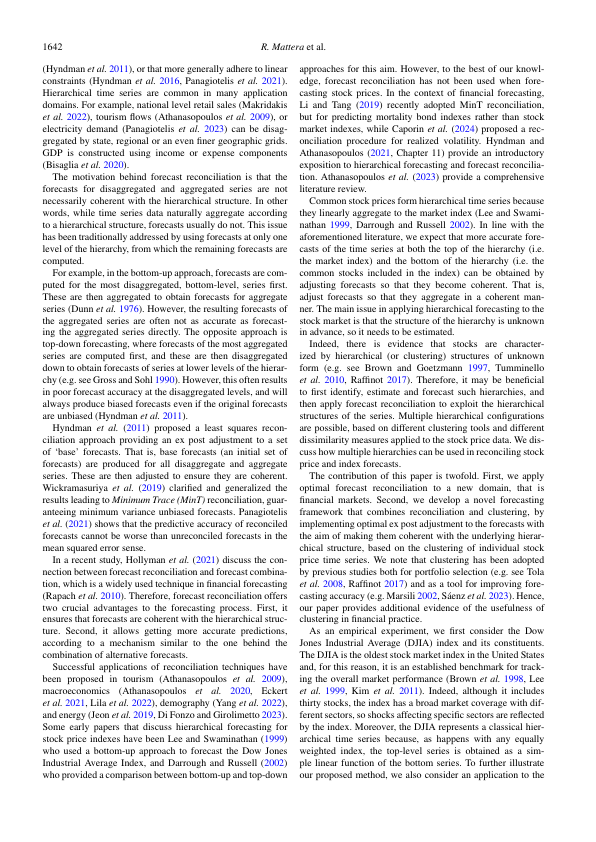 1642
R. Mattera et al.
(Hyndman et al. 2011), or that more generally adhere to linear
constraints (Hyndman et al. 2016, Panagiotelis et al. 2021).
Hierarchical time series are common in many application
domains. For example, national level retail sales (Makridakis
et al. 2022), tourism flows (Athanasopoulos et al. 2009), or
electricity demand (Panagiotelis et al. 2023) can be disag-
gregated by state, regional or an even finer geographic grids.
GDP is constructed using income or expense components
(Bisaglia et al. 2020).
The motivation behind forecast reconciliation is that the
forecasts for disaggregated and aggregated series are not
necessarily coherent with the hierarchical structure. In other
words, while time series data naturally aggregate according
to a hierarchical structure, forecasts usually do not. This issue
has been traditionally addressed by using forecasts at only one
level of the hierarchy, from which the remaining forecasts are
computed.
For example, in the bottom-up approach, forecasts are com-
puted for the most disaggregated, bottom-level, series first.
These are then aggregated to obtain forecasts for aggregate
series (Dunn et al. 1976). However, the resulting forecasts of
the aggregated series are often not as accurate as forecast-
ing the aggregated series directly. The opposite approach is
top-down forecasting, where forecasts of the most aggregated
series are computed first, and these are then disaggregated
down to obtain forecasts of series at lower levels of the hierar-
chy (e.g. see Gross and Sohl 1990). However, this often results
in poor forecast accuracy at the disaggregated levels, and will
always produce biased forecasts even if the original forecasts
are unbiased (Hyndman et al. 2011).
Hyndman et al. (2011) proposed a least squares recon-
ciliation approach providing an ex post adjustment to a set
of ‘base’ forecasts. That is, base forecasts (an initial set of
forecasts) are produced for all disaggregate and aggregate
series. These are then adjusted to ensure they are coherent.
Wickramasuriya et al. (2019) clarified and generalized the
results leading to Minimum Trace (MinT) reconciliation, guar-
anteeing minimum variance unbiased forecasts. Panagiotelis
et al. (2021) shows that the predictive accuracy of reconciled
forecasts cannot be worse than unreconciled forecasts in the
mean squared error sense.
In a recent study, Hollyman et al. (2021) discuss the con-
nection between forecast reconciliation and forecast combina-
tion, which is a widely used technique in financial forecasting
(Rapach et al. 2010). Therefore, forecast reconciliation offers
two crucial advantages to the forecasting process. First, it
ensures that forecasts are coherent with the hierarchical struc-
ture. Second, it allows getting more accurate predictions,
according to a mechanism similar to the one behind the
combination of alternative forecasts.
Successful applications of reconciliation techniques have
been proposed in tourism (Athanasopoulos et al. 2009),
macroeconomics (Athanasopoulos et al. 2020, Eckert
et al. 2021, Lila et al. 2022), demography (Yang et al. 2022),
and energy (Jeon et al. 2019, Di Fonzo and Girolimetto 2023).
Some early papers that discuss hierarchical forecasting for
stock price indexes have been Lee and Swaminathan (1999)
who used a bottom-up approach to forecast the Dow Jones
Industrial Average Index, and Darrough and Russell (2002)
who provided a comparison between bottom-up and top-down
approaches for this aim. However, to the best of our knowl-
edge, forecast reconciliation has not been used when fore-
casting stock prices. In the context of financial forecasting,
Li and Tang (2019) recently adopted MinT reconciliation,
but for predicting mortality bond indexes rather than stock
market indexes, while Caporin et al. (2024) proposed a rec-
onciliation procedure for realized volatility. Hyndman and
Athanasopoulos (2021, Chapter 11) provide an introductory
exposition to hierarchical forecasting and forecast reconcilia-
tion. Athanasopoulos et al. (2023) provide a comprehensive
literature review.
Common stock prices form hierarchical time series because
they linearly aggregate to the market index (Lee and Swami-
nathan 1999, Darrough and Russell 2002). In line with the
aforementioned literature, we expect that more accurate fore-
casts of the time series at both the top of the hierarchy (i.e.
the market index) and the bottom of the hierarchy (i.e. the
common stocks included in the index) can be obtained by
adjusting forecasts so that they become coherent. That is,
adjust forecasts so that they aggregate in a coherent man-
ner. The main issue in applying hierarchical forecasting to the
stock market is that the structure of the hierarchy is unknown
in advance, so it needs to be estimated.
Indeed, there is evidence that stocks are character-
ized by hierarchical (or clustering) structures of unknown
form (e.g. see Brown and Goetzmann 1997, Tumminello
et al. 2010, Raffinot 2017). Therefore, it may be beneficial
to first identify, estimate and forecast such hierarchies, and
then apply forecast reconciliation to exploit the hierarchical
structures of the series. Multiple hierarchical configurations
are possible, based on different clustering tools and different
dissimilarity measures applied to the stock price data. We dis-
cuss how multiple hierarchies can be used in reconciling stock
price and index forecasts.
The contribution of this paper is twofold. First, we apply
optimal forecast reconciliation to a new domain, that is
financial markets. Second, we develop a novel forecasting
framework that combines reconciliation and clustering, by
implementing optimal ex post adjustment to the forecasts with
the aim of making them coherent with the underlying hierar-
chical structure, based on the clustering of individual stock
price time series. We note that clustering has been adopted
by previous studies both for portfolio selection (e.g. see Tola
et al. 2008, Raffinot 2017) and as a tool for improving fore-
casting accuracy (e.g. Marsili 2002, Sáenz et al. 2023). Hence,
our paper provides additional evidence of the usefulness of
clustering in financial practice.
As an empirical experiment, we first consider the Dow
Jones Industrial Average (DJIA) index and its constituents.
The DJIA is the oldest stock market index in the United States
and, for this reason, it is an established benchmark for track-
ing the overall market performance (Brown et al. 1998, Lee
et al. 1999, Kim et al. 2011). Indeed, although it includes
thirty stocks, the index has a broad market coverage with dif-
ferent sectors, so shocks affecting specific sectors are reflected
by the index. Moreover, the DJIA represents a classical hier-
archical time series because, as happens with any equally
weighted index, the top-level series is obtained as a sim-
ple linear function of the bottom series. To further illustrate
our proposed method, we also consider an application to the